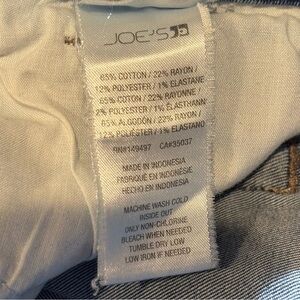 JOE'S
65% COTTON / 22% RAYON /
12% POLYESTER / 1% ELASTANE
65% COTON / 22% RAYONNE /
12% POLYESTER / 1% ÉLASTHANNE
65% ALGODÓN / 22% RAYON /
12% POLIÉSTER / 1% ELASTANO
RN#149497 CA#35037
MADE IN INDONESIA
FABRIQUÉ EN INDONÉSIE
HECHO EN INDONESIA
MACHINE WASH COLD
INSIDE OUT
ONLY NON-CHLORINE
BLEACH WHEN NEEDED
TUMBLE DRY LOW
LOW IRON IF NEEDED